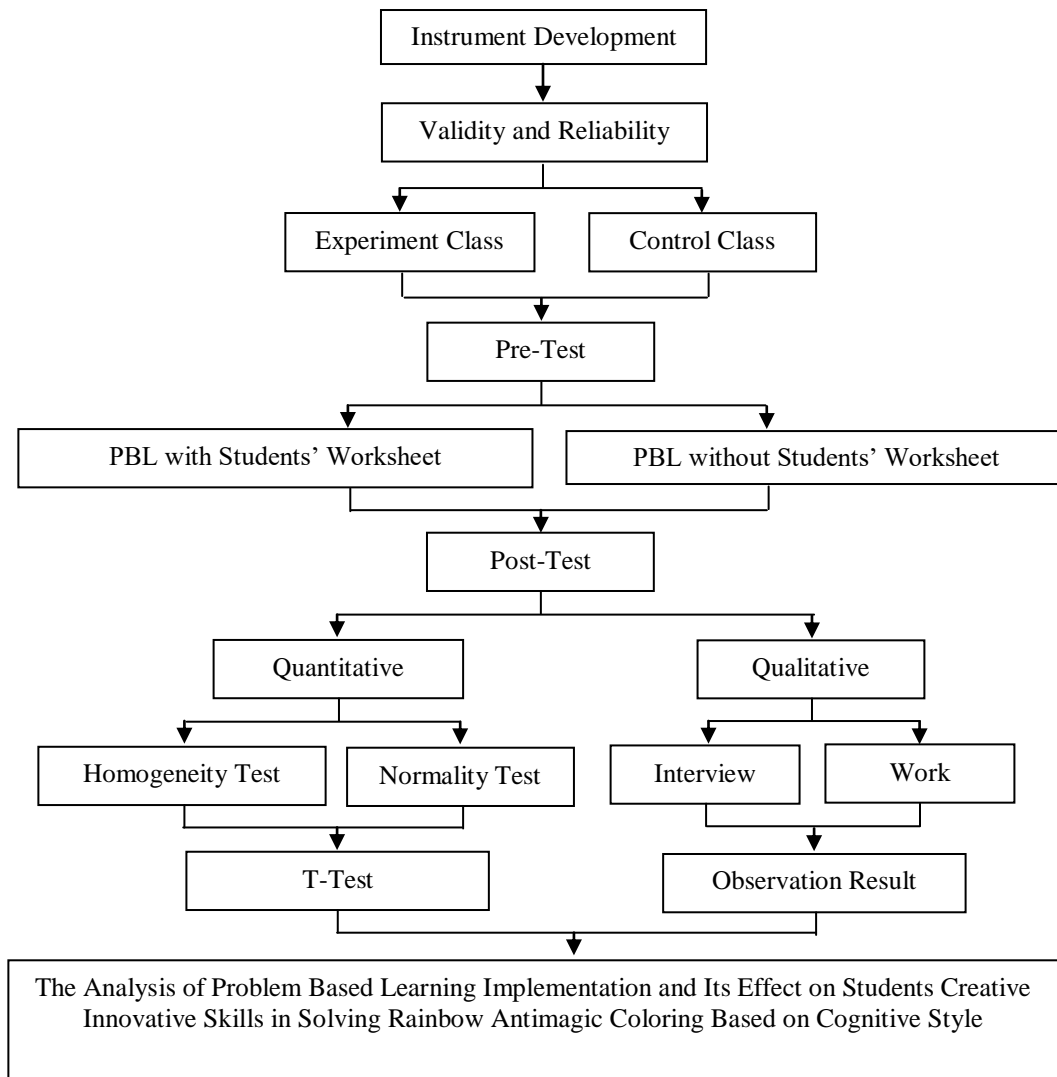 Instrument Development
Validity and Reliability
Experiment Class
Control Class
Pre-Test
PBL with Students’ Worksheet
PBL without Students’ Worksheet
Post-Test
Quantitative
Qualitative
Homogeneity Test
Normality Test
Interview
Work
T-Test
Observation Result
The Analysis of Problem Based Learning Implementation and Its Effect on Students Creative
Innovative Skills in Solving Rainbow Antimagic Coloring Based on Cognitive Style